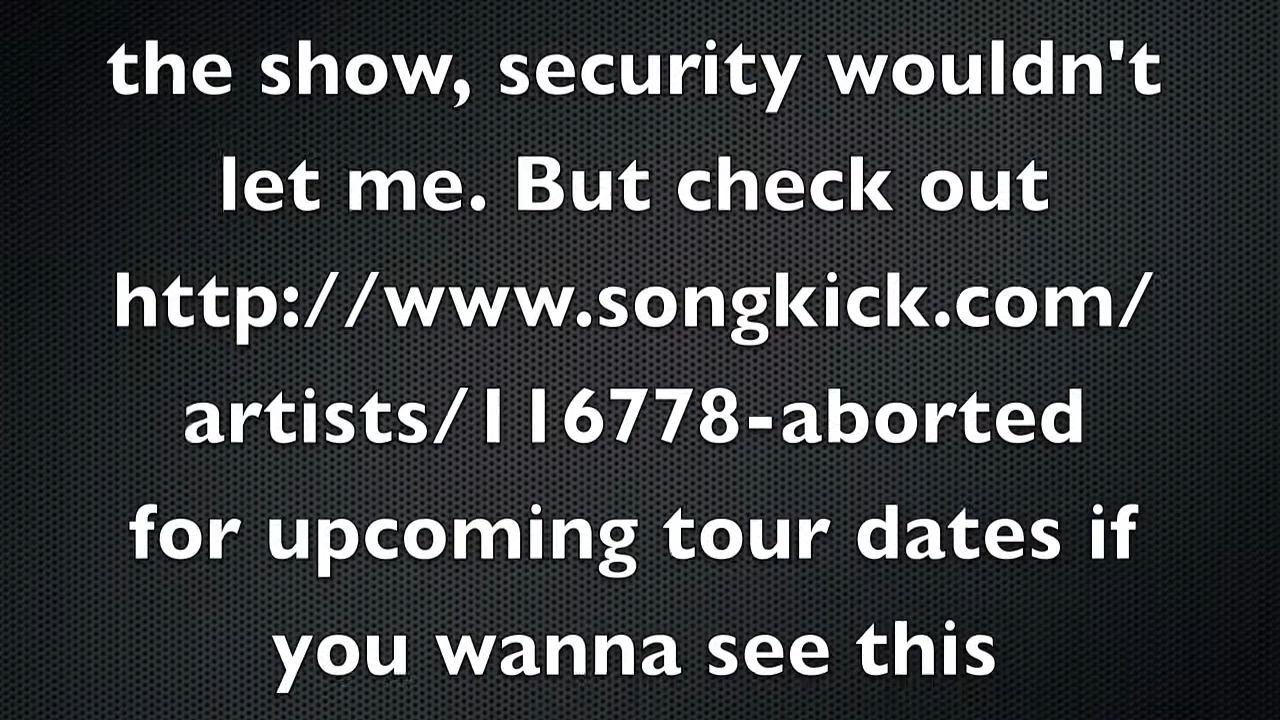 the show, security wouldn't
let me. But check out
http://www.songkick.com/
artists/116778-aborted
for upcoming tour dates if
you wanna see this